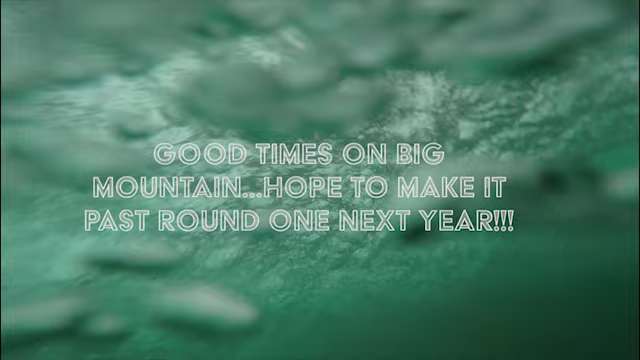 GOOD TIMES ON BIG
MOUNTAIN...HOPE TO MAKE IT
PAST ROUND ONE NEXT YEAR!!!